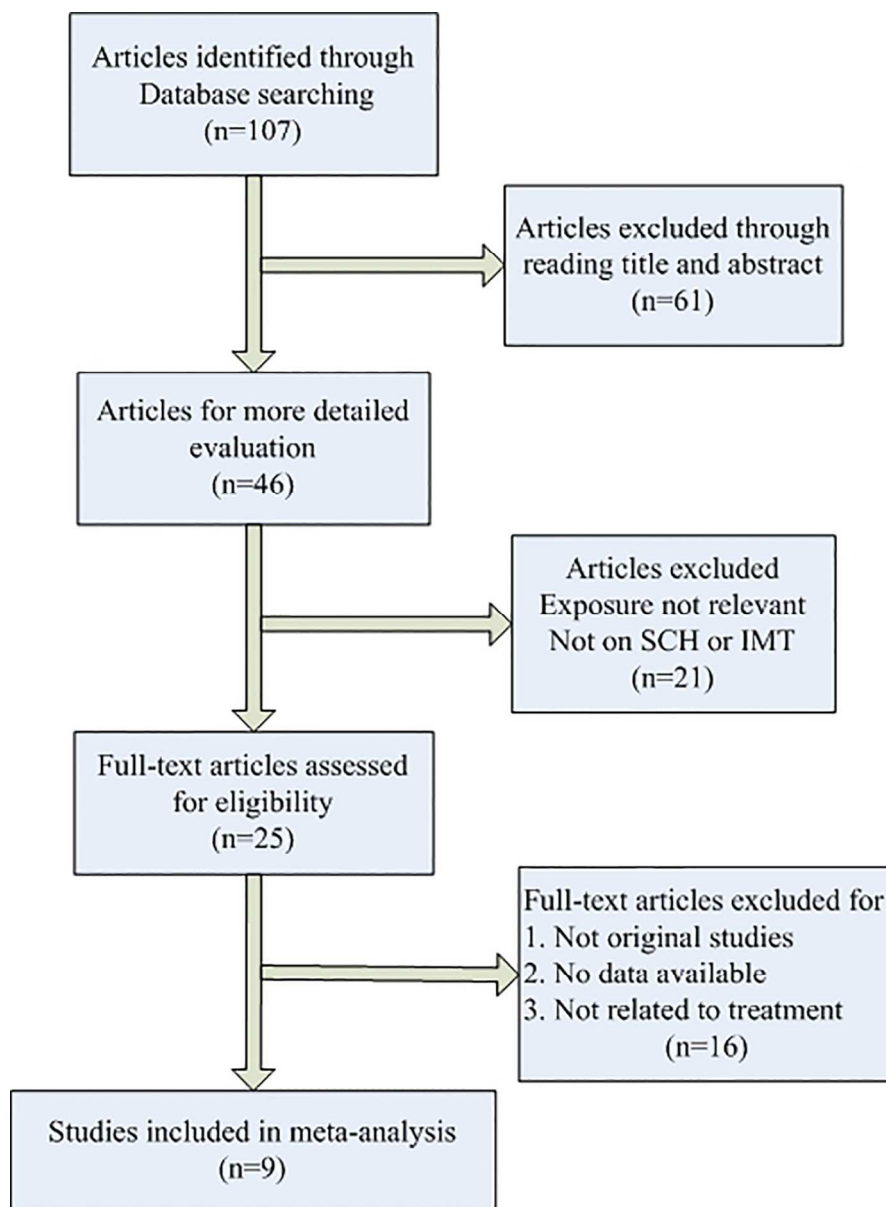 Articles identified through
Database searching
(n=107)
Articles excluded through
reading title and abstract
(n=61)
Articles for more detailed
evaluation
(n=46)
Articles excluded
Exposure not relevant
Not on SCH or IMT
(n=21)
Full-text articles assessed
for eligibility
(n=25)
Full-text articles excluded for
1. Not original studies
2. No data available
3. Not related to treatment
(n=16)
Studies included in meta-analysis
(n=9)